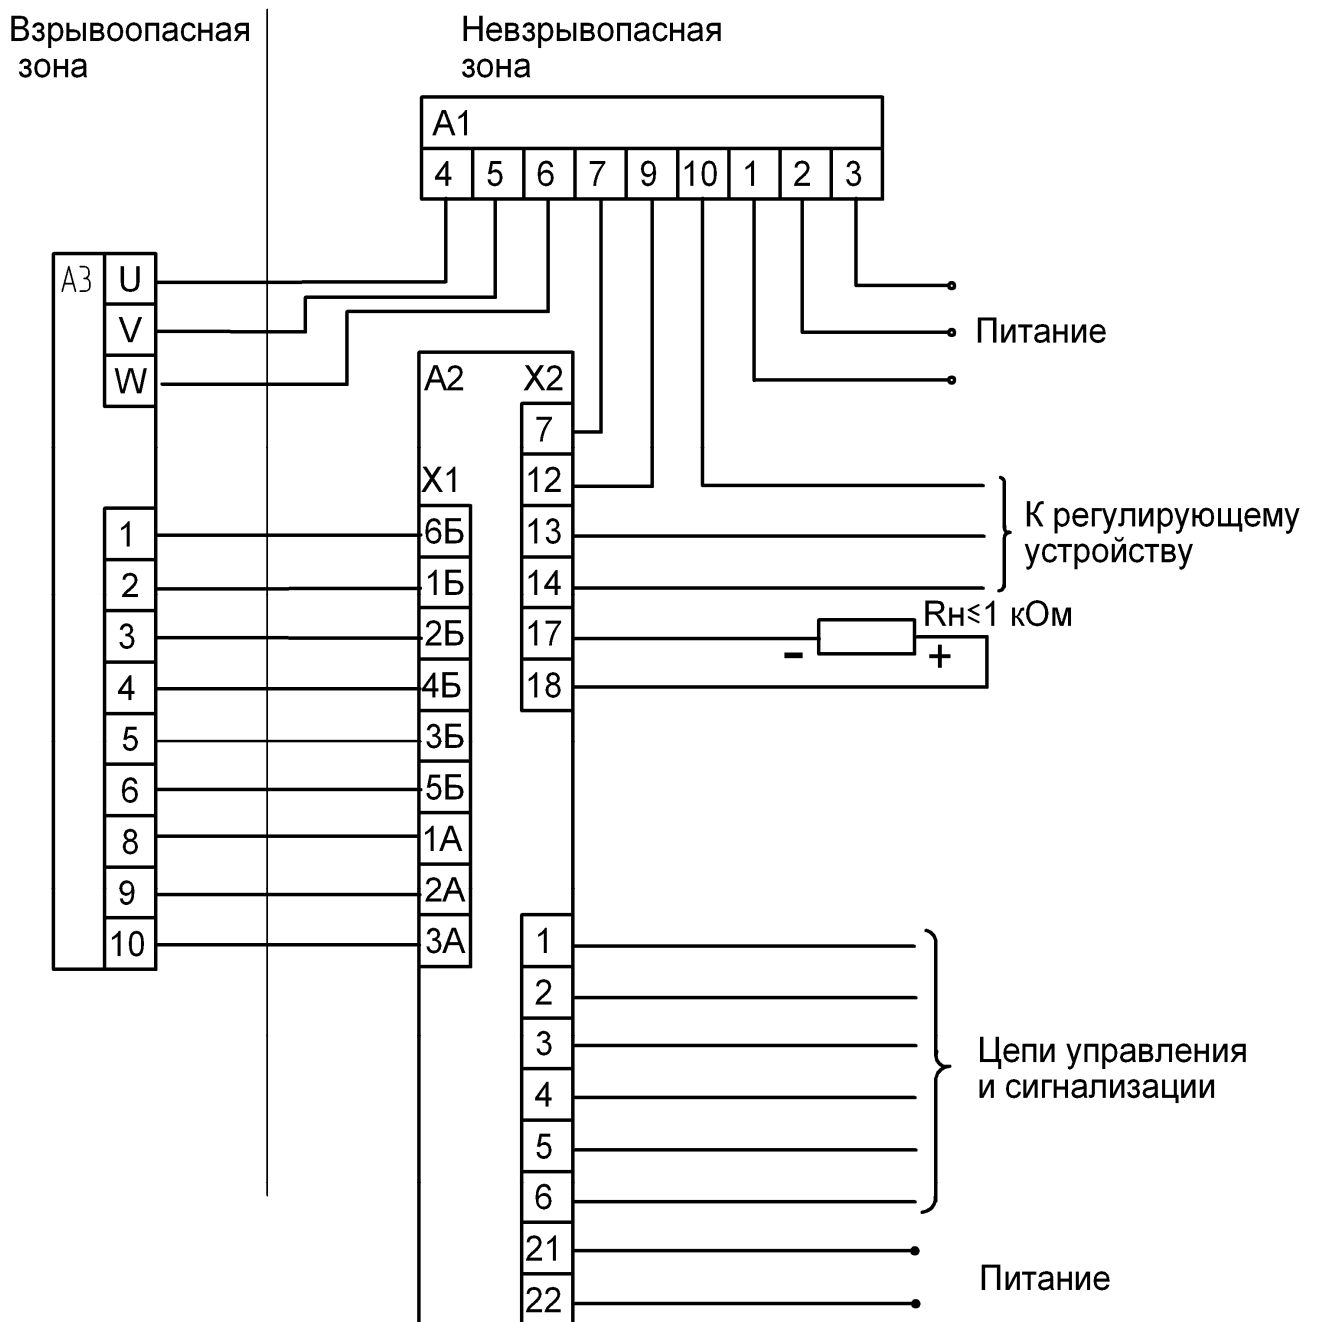 Взрывоопасная
зона
Невзрывопасная
зона
А1
4 5 6 7 9 10 1 2 3
А3 U
V
W
Питание
А2 Х2
7
Х1 12
13
14
17
18
К регулирующему
устройству
Rн≤1 кОм
- +
1 6Б
2 1Б
3 2Б
4 4Б
5 3Б
6 5Б
8 1А
9 2А
10 3А
1
2
3
4
5
6
21
22
Цепи управления
и сигнализации
Питание